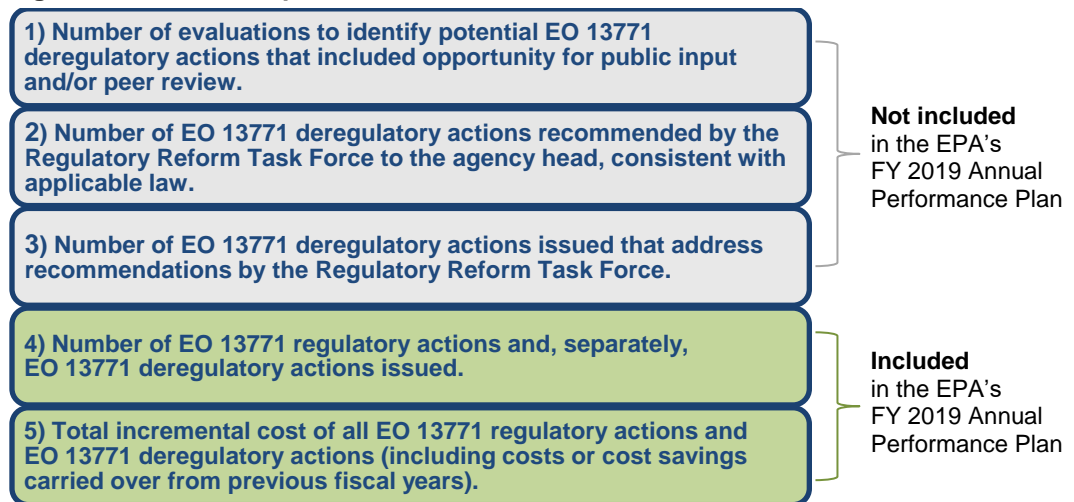 1) Number of evaluations to identify potential EO 13771
deregulatory actions that included opportunity for public input
and/or peer review.
2) Number of EO 13771 deregulatory actions recommended by the
Regulatory Reform Task Force to the agency head, consistent with
applicable law.
3) Number of EO 13771 deregulatory actions issued that address
recommendations by the Regulatory Reform Task Force.
Not included
in the EPA’s
FY 2019 Annual
Performance Plan
4) Number of EO 13771 regulatory actions and, separately,
EO 13771 deregulatory actions issued.
5) Total incremental cost of all EO 13771 regulatory actions and
EO 13771 deregulatory actions (including costs or cost savings
carried over from previous fiscal years).
Included
in the EPA’s
FY 2019 Annual
Performance Plan